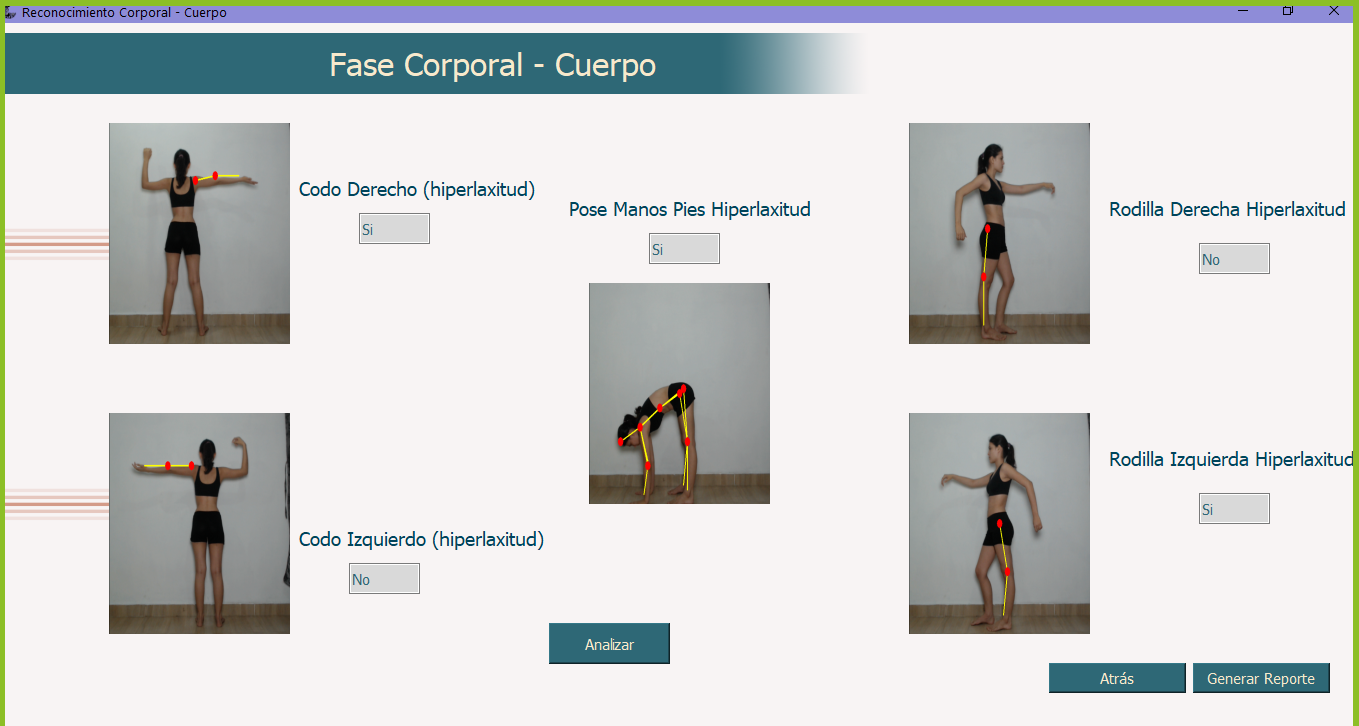 Reconocimiento Corporal - Cuerpo
Fase Corporal - Cuerpo
Codo Derecho (hiperlaxitud)
Si
Pose Manos Pies Hiperlaxitud
Si
Rodilla Derecha Hiperlaxitud
No
Codo Izquierdo (hiperlaxitud)
No
Rodilla Izquierda Hiperlaxitud
Si
Analizar
Atrás
Generar Reporte